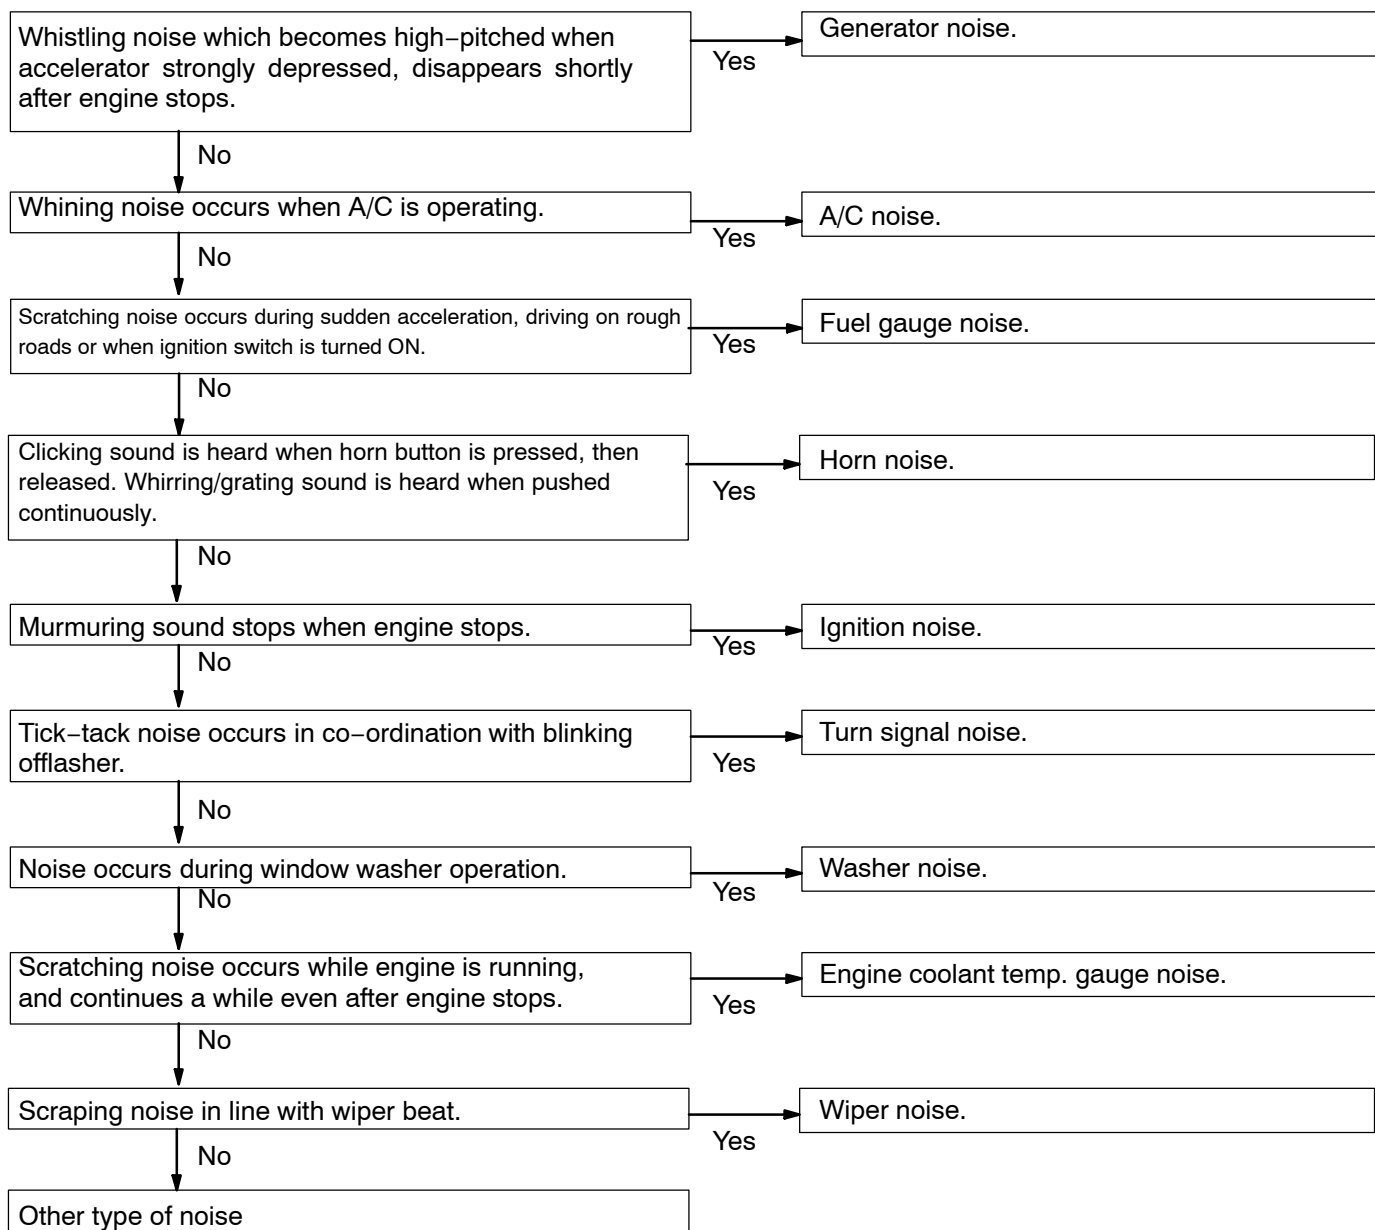 Whistling noise which becomes high−pitched when
accelerator strongly depressed, disappears shortly
after engine stops.
Yes
Generator noise.
No
Whining noise occurs when A/C is operating.
Yes
A/C noise.
No
Scratching noise occurs during sudden acceleration, driving on rough
roads or when ignition switch is turned ON.
Yes
Fuel gauge noise.
No
Clicking sound is heard when horn button is pressed, then
released. Whirring/grating sound is heard when pushed
continuously.
Yes
Horn noise.
No
Murmuring sound stops when engine stops.
Yes
Ignition noise.
No
Tick−tack noise occurs in co−ordination with blinking
offlasher.
Yes
Turn signal noise.
No
Noise occurs during window washer operation.
Yes
Washer noise.
No
Scratching noise occurs while engine is running,
and continues a while even after engine stops.
Yes
Engine coolant temp. gauge noise.
No
Scraping noise in line with wiper beat.
Yes
Wiper noise.
No
Other type of noise